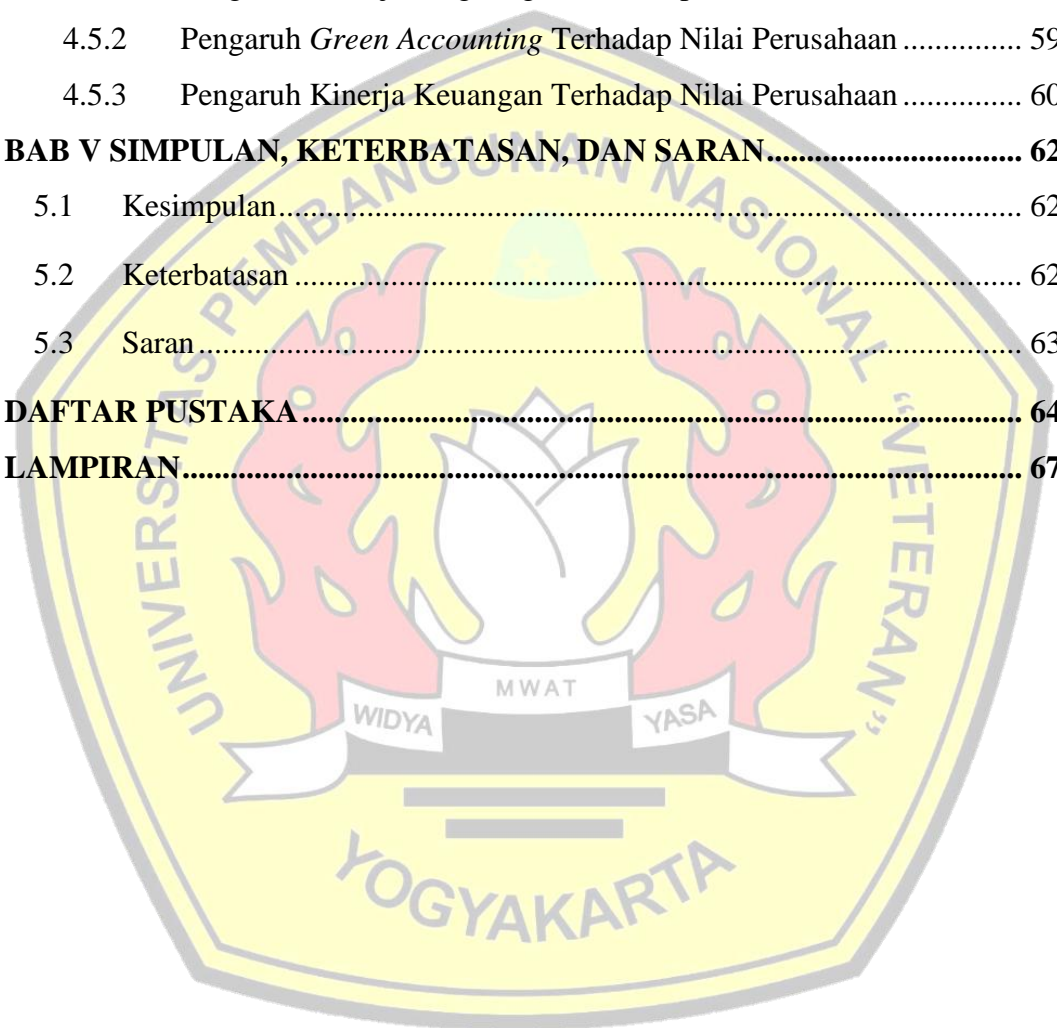 4.5.2 Pengaruh Green Accounting Terhadap Nilai Perusahaan .............. 59
4.5.3 Pengaruh Kinerja Keuangan Terhadap Nilai Perusahaan .............. 60
BAB V SIMPULAN, KETERBATASAN, DAN SARAN ................................ 62
5.1 Kesimpulan ................................................................ 62
5.2 Keterbatasan ................................................................ 62
5.3 Saran ................................................................ 63
DAFTAR PUSTAKA ................................................................ 64
LAMPIRAN ................................................................ 67
UNIVERSITAS PEMBANGUNAN NASIONAL "VETERAN"
WIDYA MWAT YASA
YOGYAKARTA